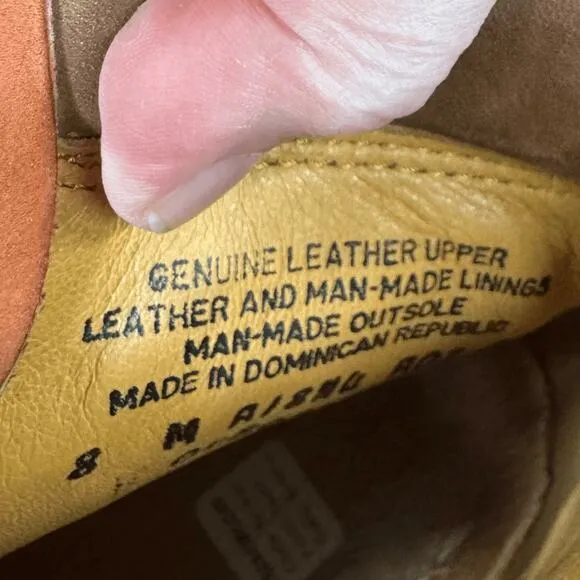 GENUINE LEATHER UPPER
LEATHER AND MAN-MADE LININGS
MAN-MADE OUTSOLE
MADE IN DOMINICAN REPUBLIC
8 M